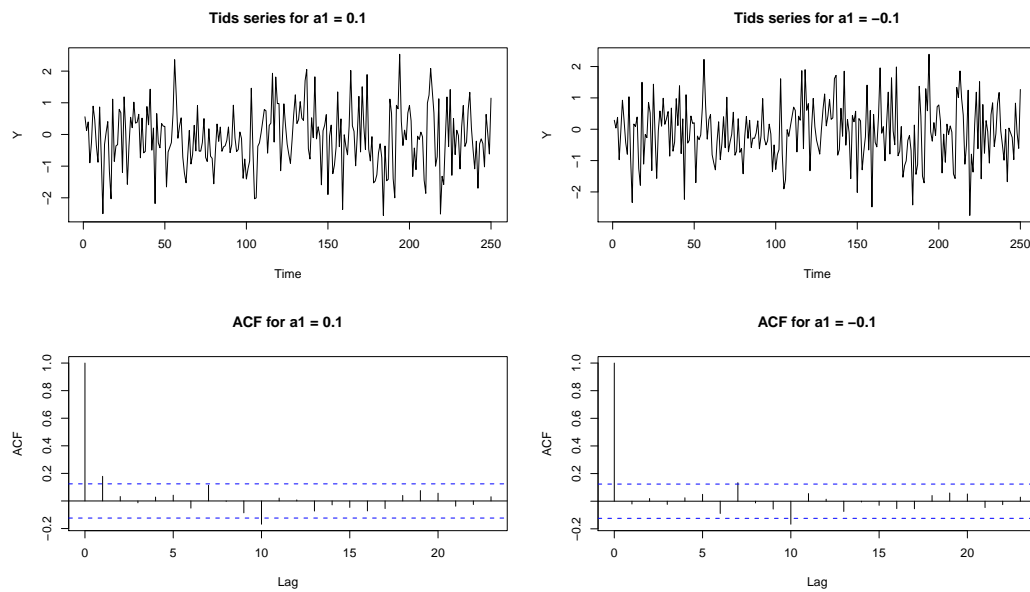 Tids series for a1 = 0.1
Y
2
1
0
−1
−2
0 50 100 150 200 250
Time
Tids series for a1 = −0.1
Y
2
1
0
−1
−2
0 50 100 150 200 250
Time
ACF for a1 = 0.1
ACF
1.0
0.8
0.6
0.4
0.2
−0.2
0 5 10 15 20
Lag
ACF for a1 = −0.1
ACF
1.0
0.8
0.6
0.4
0.2
−0.2
0 5 10 15 20
Lag